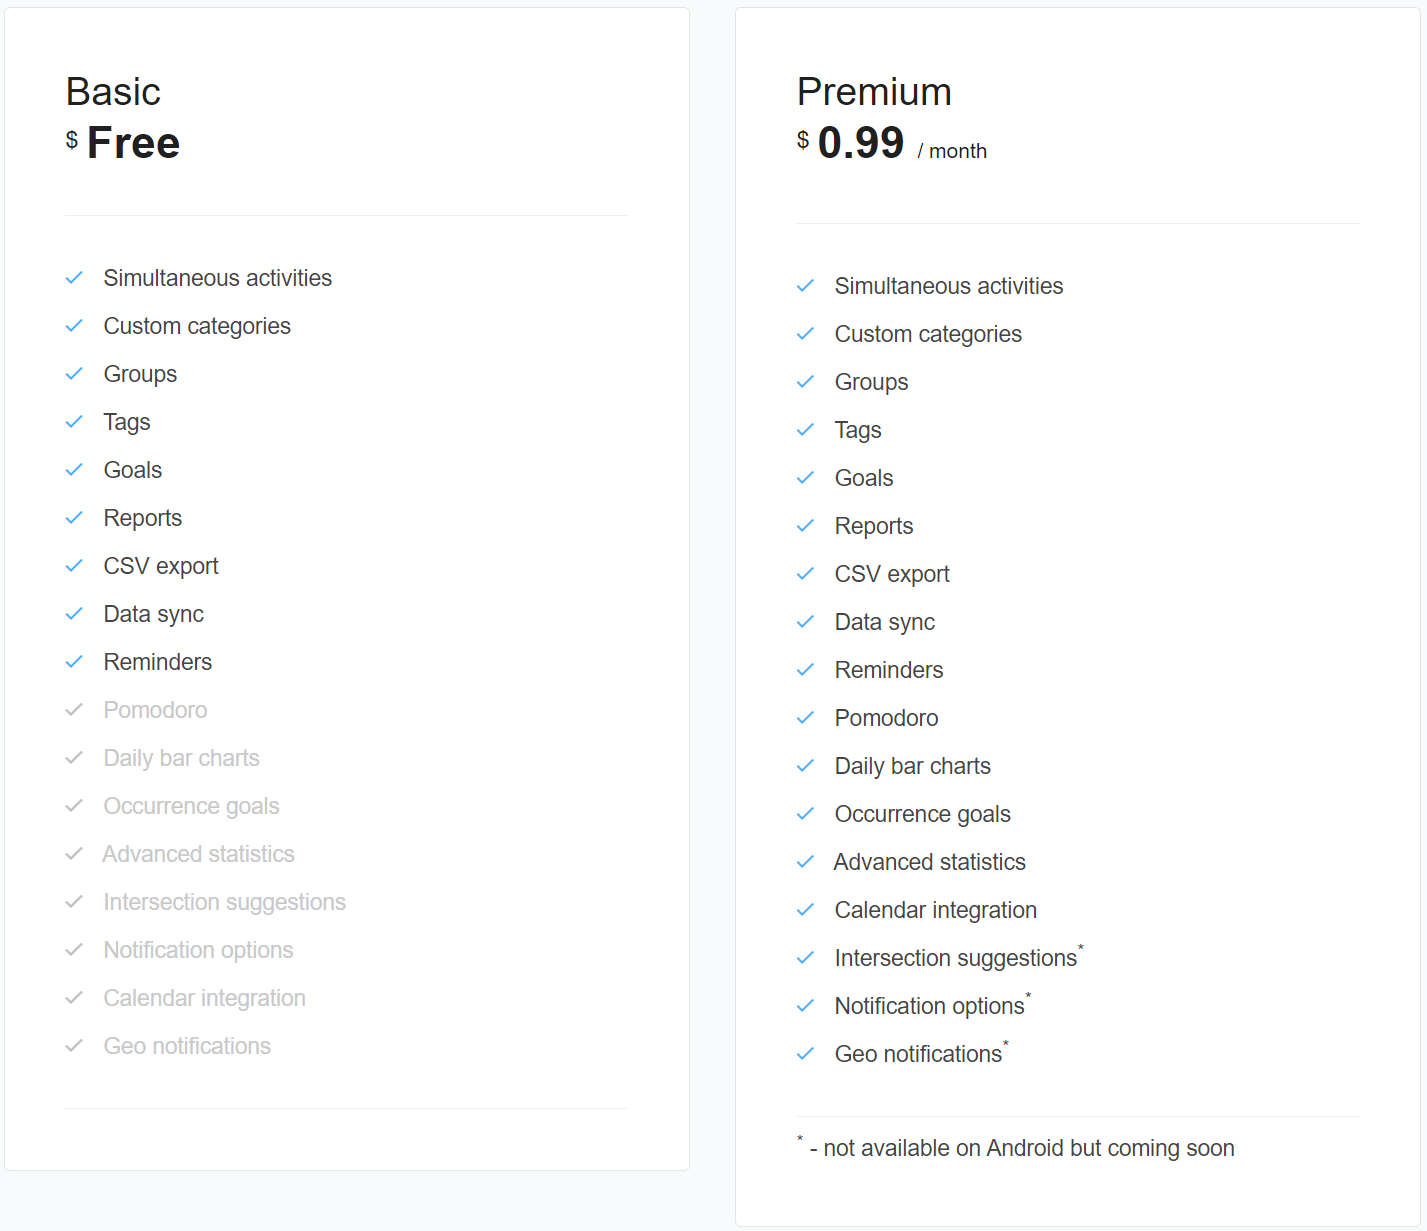 Basic
$ Free
Simultaneous activities
Custom categories
Groups
Tags
Goals
Reports
CSV export
Data sync
Reminders
Pomodoro
Daily bar charts
Occurrence goals
Advanced statistics
Intersection suggestions
Notification options
Calendar integration
Geo notifications
Premium
$ 0.99 / month
Simultaneous activities
Custom categories
Groups
Tags
Goals
Reports
CSV export
Data sync
Reminders
Pomodoro
Daily bar charts
Occurrence goals
Advanced statistics
Calendar integration
Intersection suggestions*
Notification options*
Geo notifications*
* - not available on Android but coming soon